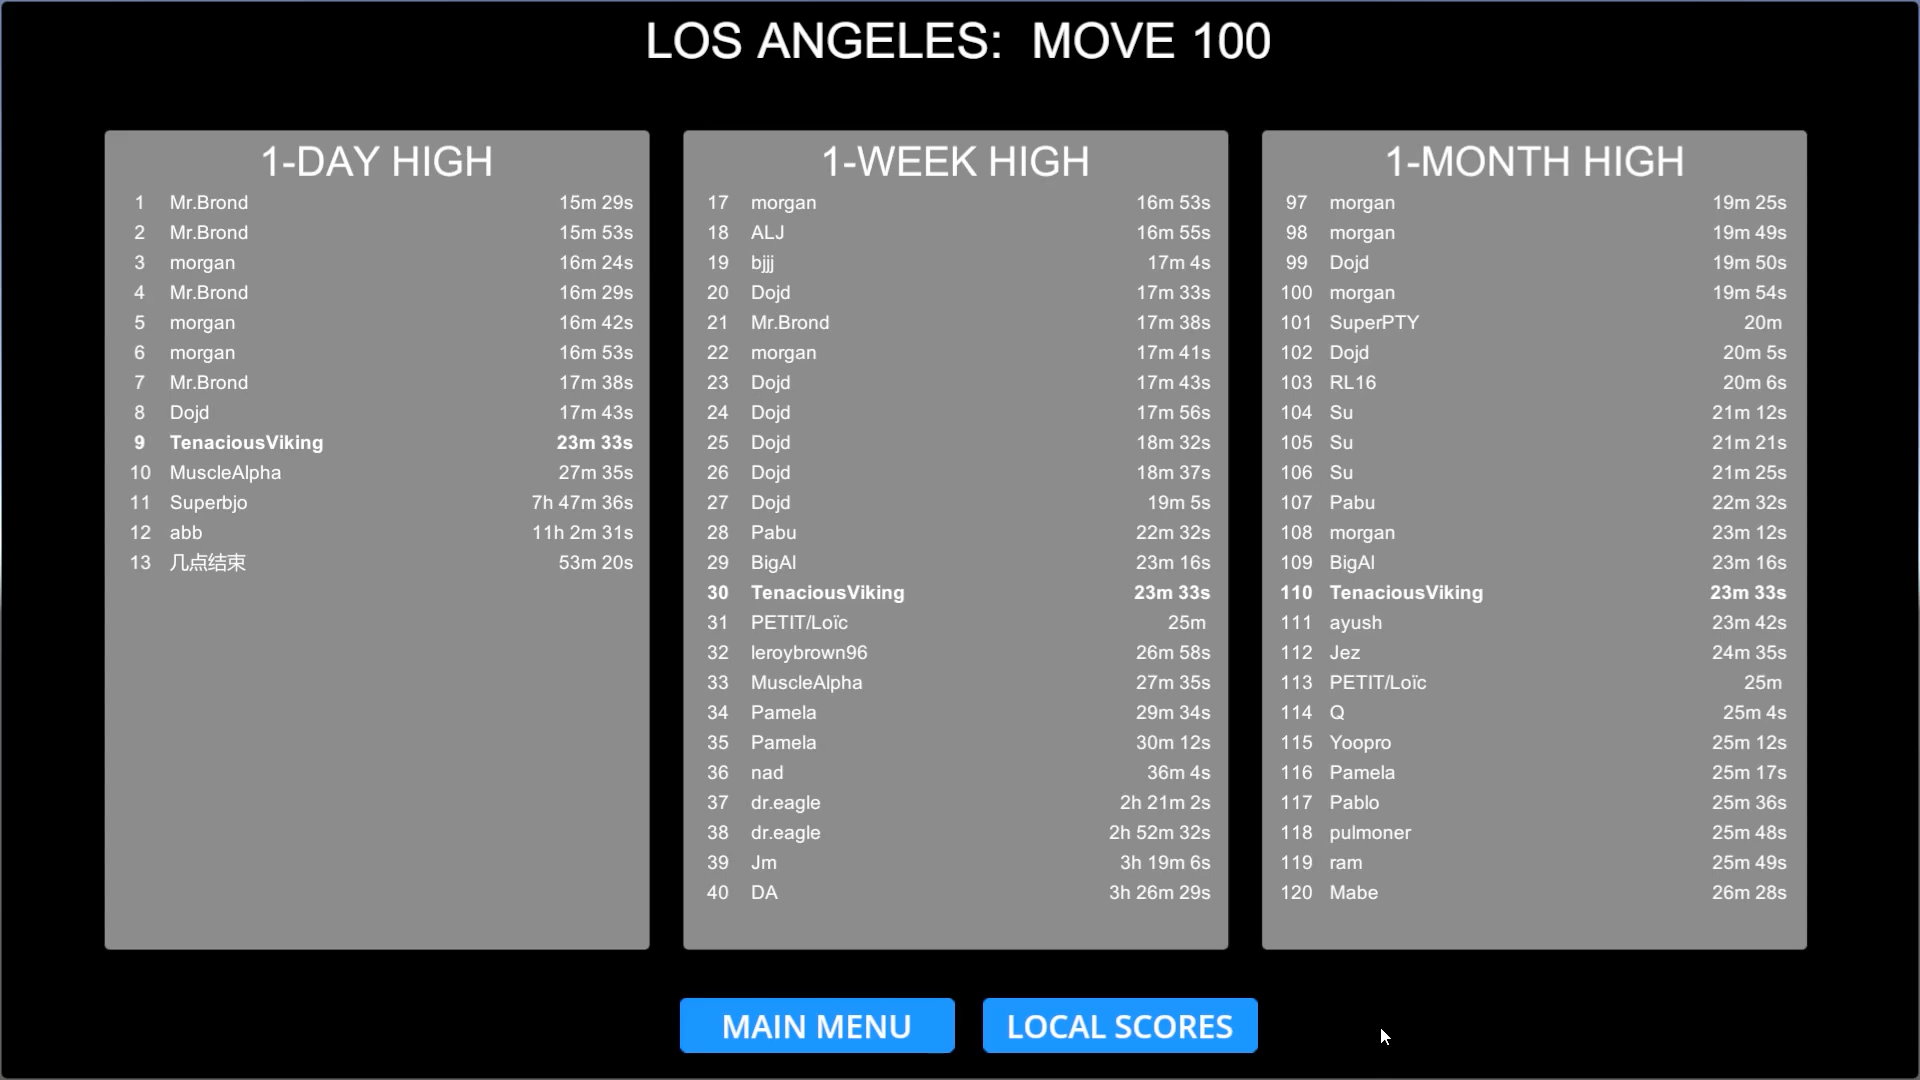 LOS ANGELES: MOVE 100
1-DAY HIGH
1 Mr.Brond 15m 29s
2 Mr.Brond 15m 53s
3 morgan 16m 24s
4 Mr.Brond 16m 29s
5 morgan 16m 42s
6 morgan 16m 53s
7 Mr.Brond 17m 38s
8 Dojd 17m 43s
9 TenaciousViking 23m 33s
10 MuscleAlpha 27m 35s
11 Superbjo 7h 47m 36s
12 abb 11h 2m 31s
13 几点结束 53m 20s
1-WEEK HIGH
17 morgan 16m 53s
18 ALJ 16m 55s
19 bjjj 17m 4s
20 Dojd 17m 33s
21 Mr.Brond 17m 38s
22 morgan 17m 41s
23 Dojd 17m 43s
24 Dojd 17m 56s
25 Dojd 18m 32s
26 Dojd 18m 37s
27 Dojd 19m 5s
28 Pabu 22m 32s
29 BigAl 23m 16s
30 TenaciousViking 23m 33s
31 PETIT/Loïc 25m
32 leroybrown96 26m 58s
33 MuscleAlpha 27m 35s
34 Pamela 29m 34s
35 Pamela 30m 12s
36 nad 36m 4s
37 dr.eagle 2h 21m 2s
38 dr.eagle 2h 52m 32s
39 Jm 3h 19m 6s
40 DA 3h 26m 29s
1-MONTH HIGH
97 morgan 19m 25s
98 morgan 19m 49s
99 Dojd 19m 50s
100 morgan 19m 54s
101 SuperPTY 20m
102 Dojd 20m 5s
103 RL16 20m 6s
104 Su 21m 12s
105 Su 21m 21s
106 Su 21m 25s
107 Pabu 22m 32s
108 morgan 23m 12s
109 BigAl 23m 16s
110 TenaciousViking 23m 33s
111 ayush 23m 42s
112 Jez 24m 35s
113 PETIT/Loïc 25m
114 Q 25m 4s
115 Yoopro 25m 12s
116 Pamela 25m 17s
117 Pablo 25m 36s
118 pulmoner 25m 48s
119 ram 25m 49s
120 Mabe 26m 28s
MAIN MENU
LOCAL SCORES